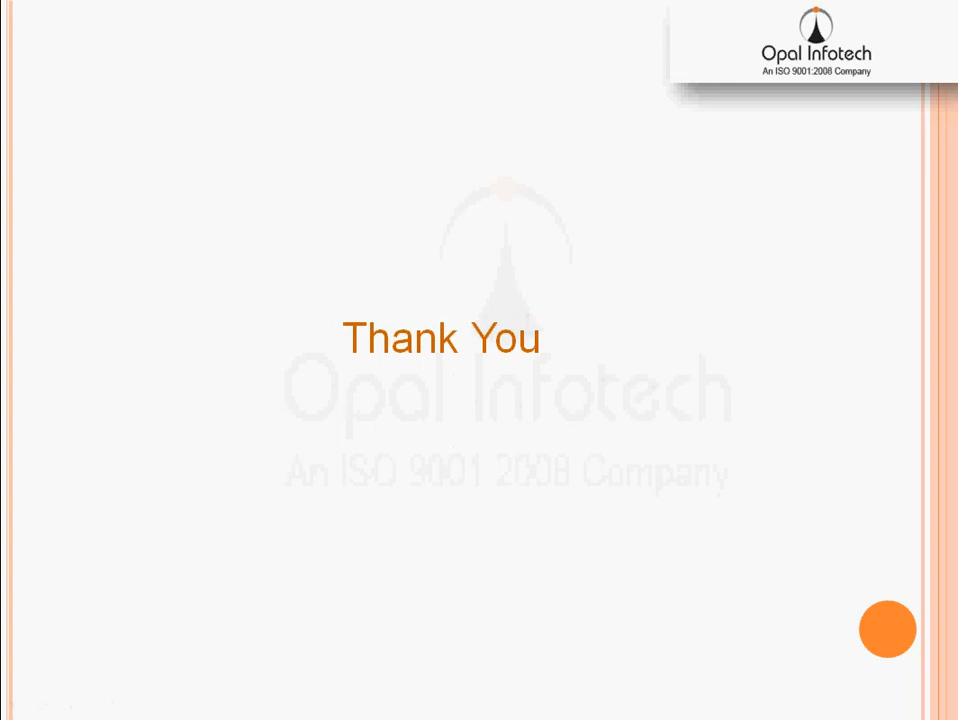 Opal Infotech
An ISO 9001:2008 Company
Thank You
Opal Infotech
An ISO 9001 2008 Company